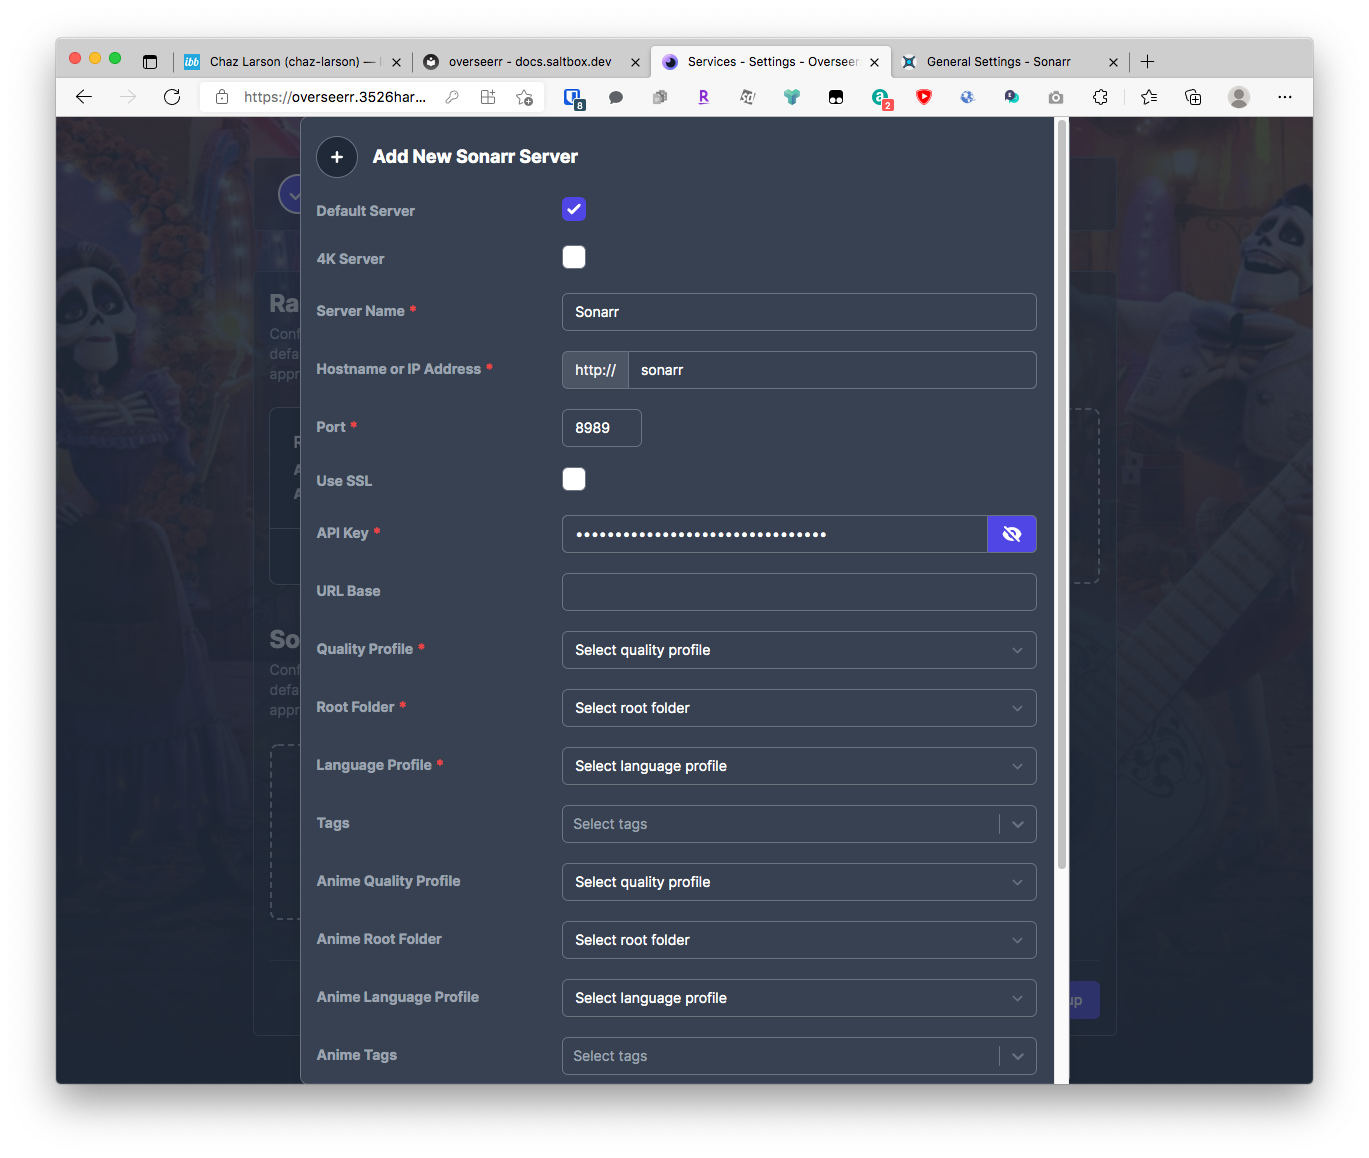 ibb Chaz Larson (chaz-larson) —
overseerr - docs.saltbox.dev
Services - Settings - Overseerr
General Settings - Sonarr
https://overseerr.3526har...
8
R
sd
a
2
Add New Sonarr Server
Default Server
4K Server
Server Name *
Sonarr
Hostname or IP Address *
http://
sonarr
Port *
8989
Use SSL
API Key *
••••••••••••••••••••••••••••••••
URL Base
Quality Profile *
Select quality profile
Root Folder *
Select root folder
Language Profile *
Select language profile
Tags
Select tags
Anime Quality Profile
Select quality profile
Anime Root Folder
Select root folder
Anime Language Profile
Select language profile
Anime Tags
Select tags
Ra
Conf
defa
appr
R
A
A
So
Conf
defa
appr
up